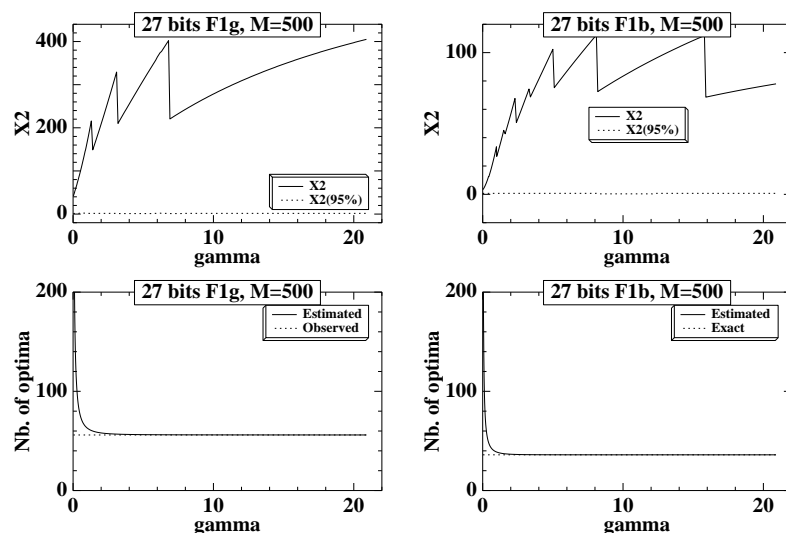 27 bits F1g, M=500
X2
400
200
0
X2
X2(95%)
0
10
20
gamma
27 bits F1b, M=500
X2
100
50
0
X2
X2(95%)
0
10
20
gamma
27 bits F1g, M=500
Nb. of optima
200
100
0
Estimated
Observed
0
10
20
gamma
27 bits F1b, M=500
Nb. of optima
200
100
0
Estimated
Exact
0
10
20
gamma